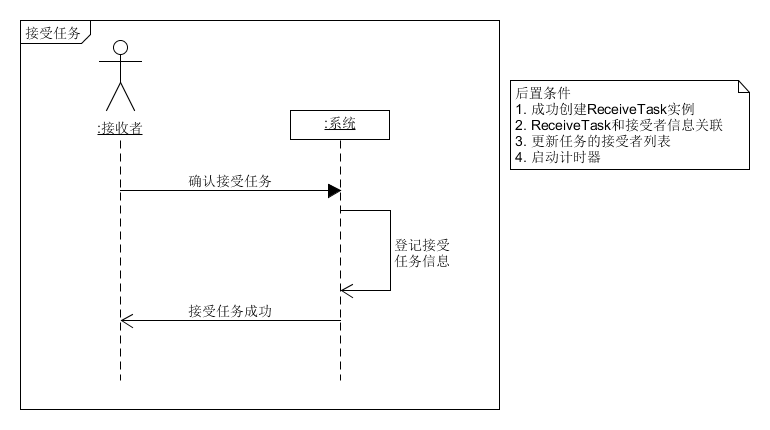 接受任务
:接收者
:系统
确认接受任务
登记接受
任务信息
接受任务成功
后置条件
1. 成功创建ReceiveTask实例
2. ReceiveTask和接受者信息关联
3. 更新任务的接受者列表
4. 启动计时器